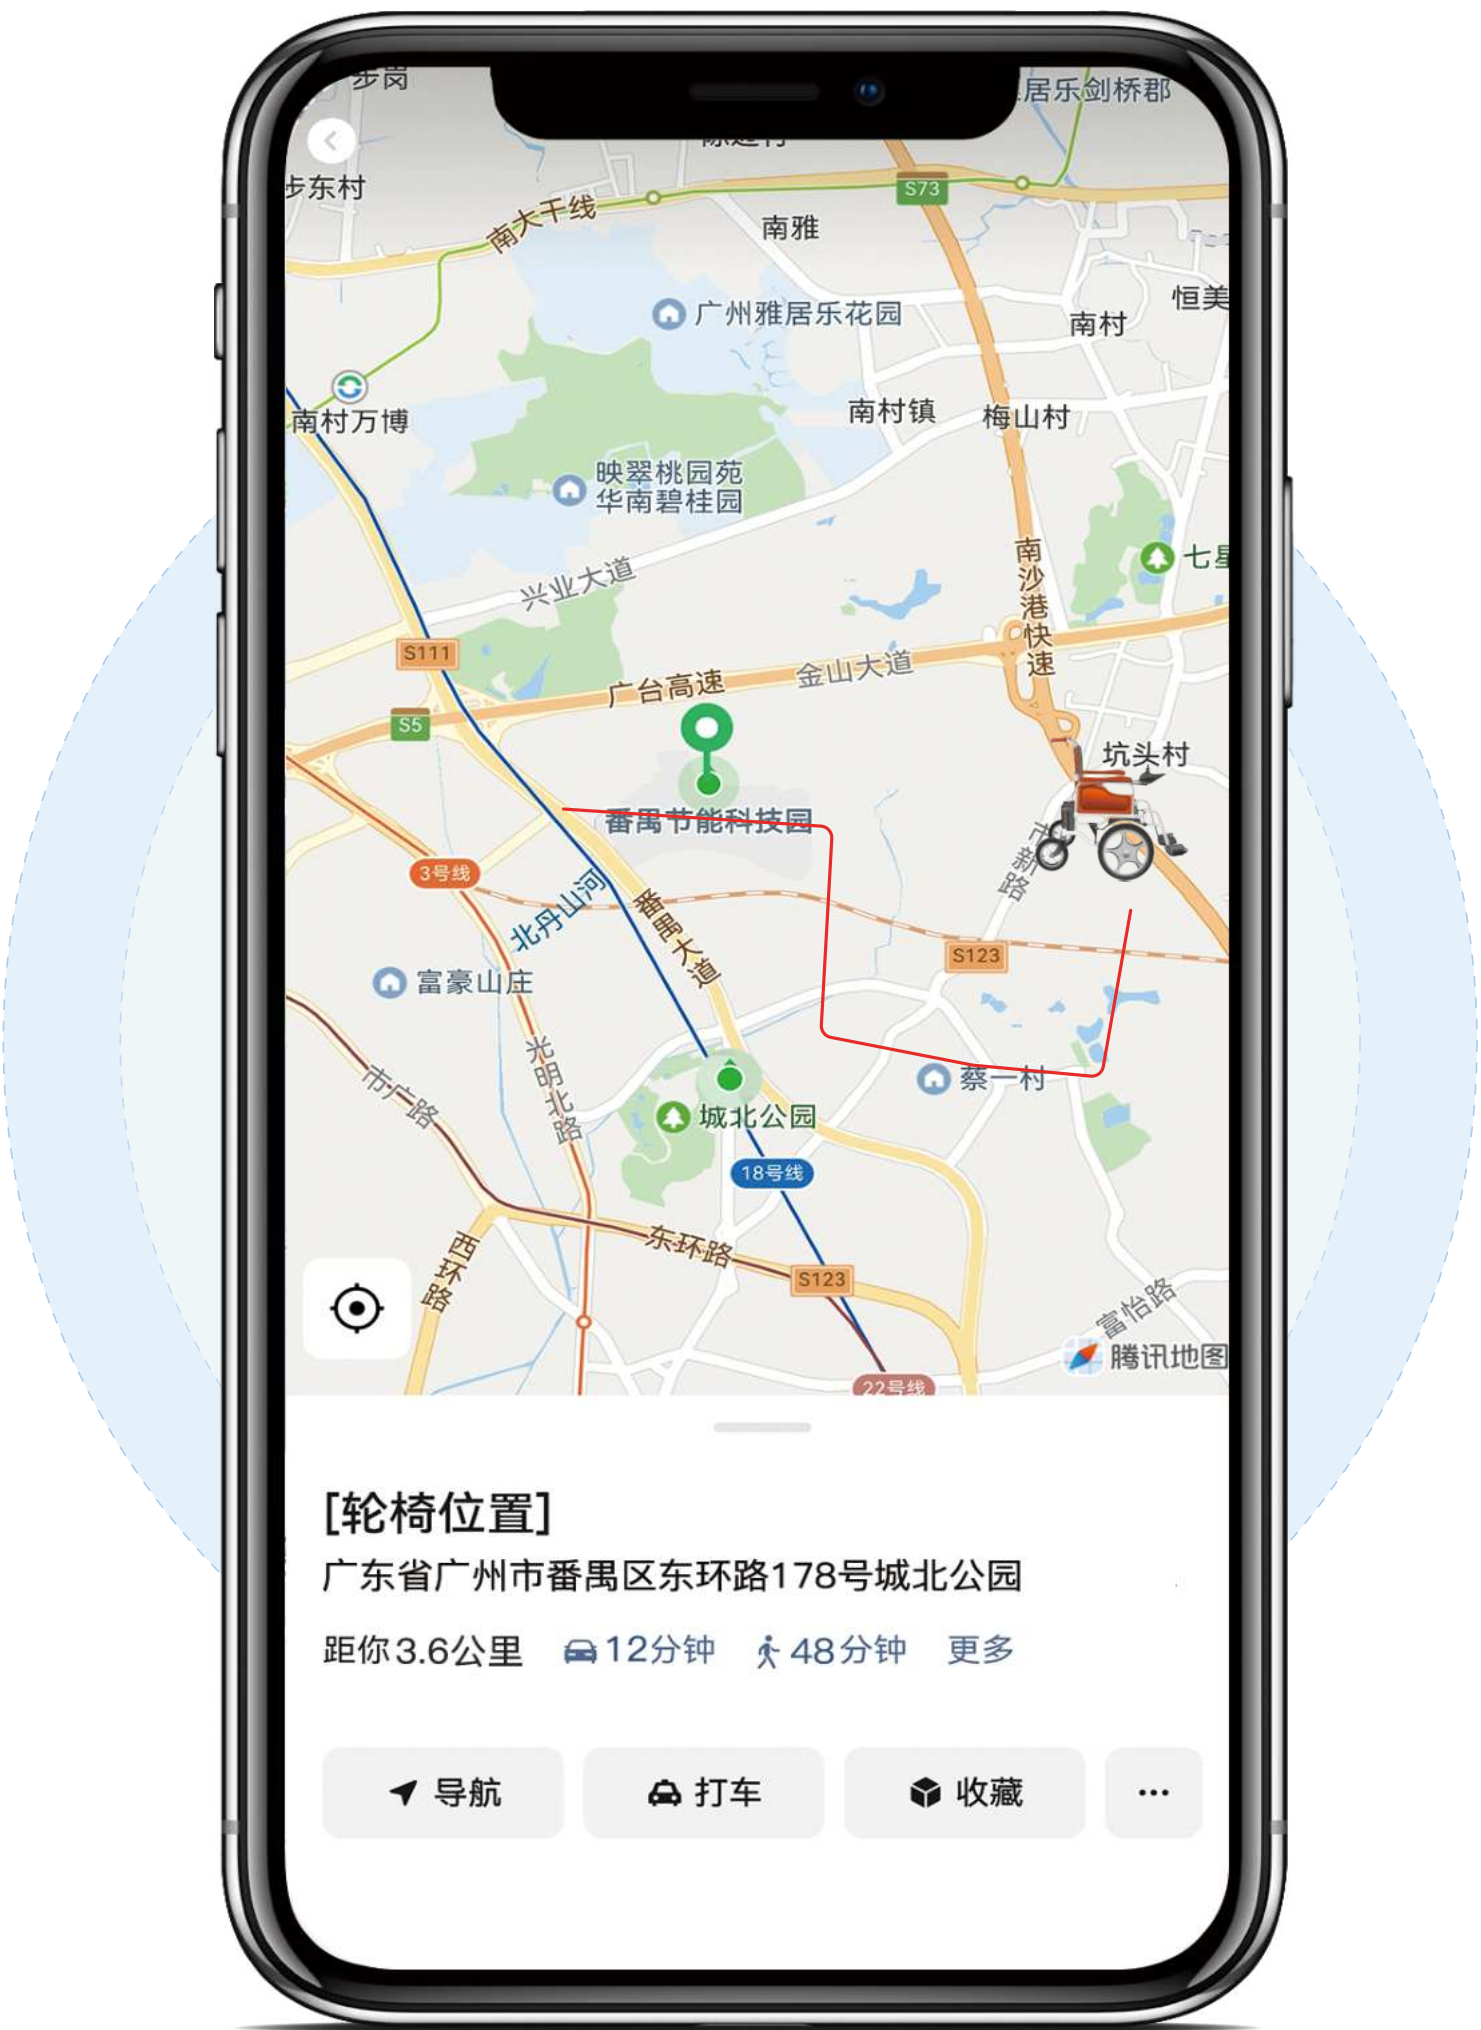 步岗
居乐剑桥郡
步东村
S73
南大干线
南雅
恒美
广州雅居乐花园
南村
南村万博
南村镇
梅山村
映翠桃园苑
华南碧桂园
兴业大道
南沙港快速
七星
S111
广台高速
金山大道
S5
坑头村
番禺节能科技园
市新路
3号线
北丹山河
番禺大道
S123
富豪山庄
光明北路
蔡一村
市广路
城北公园
18号线
东环路
西环路
S123
富怡路
腾讯地图
22号线
[轮椅位置]
广东省广州市番禺区东环路178号城北公园
距你3.6公里 12分钟 48分钟 更多
导航 打车 收藏